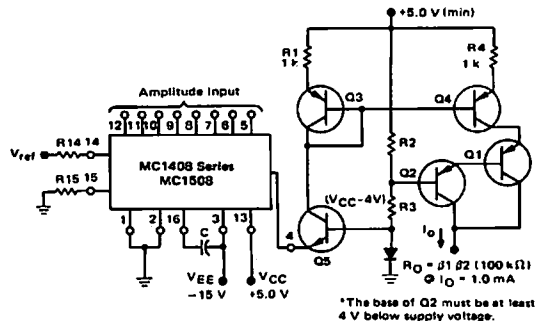 +5.0 V (min)
R1
1 k
R4
1 k
Amplitude Input
Q3
Q4
12 11 10 9 8 7 6 5
Vref
R14 14
MC1408 Series
MC1508
R2
Q2
Q1
R15 15
(VCC-4V)
R3
1 2 16 3 13
4
C
Q5
IO
VEE
-15 V
VCC
+5.0 V
RO = β1 β2 (100 kΩ)
@ IO = 1.0 mA
*The base of Q2 must be at least
4 V below supply voltage.